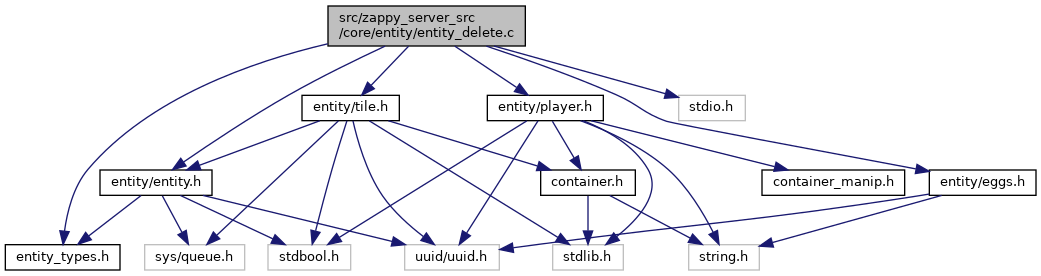 src/zappy_server_src
/core/entity/entity_delete.c
entity/tile.h
entity/player.h
stdio.h
entity/entity.h
container.h
container_manip.h
entity/eggs.h
entity_types.h
sys/queue.h
stdbool.h
uuid/uuid.h
stdlib.h
string.h